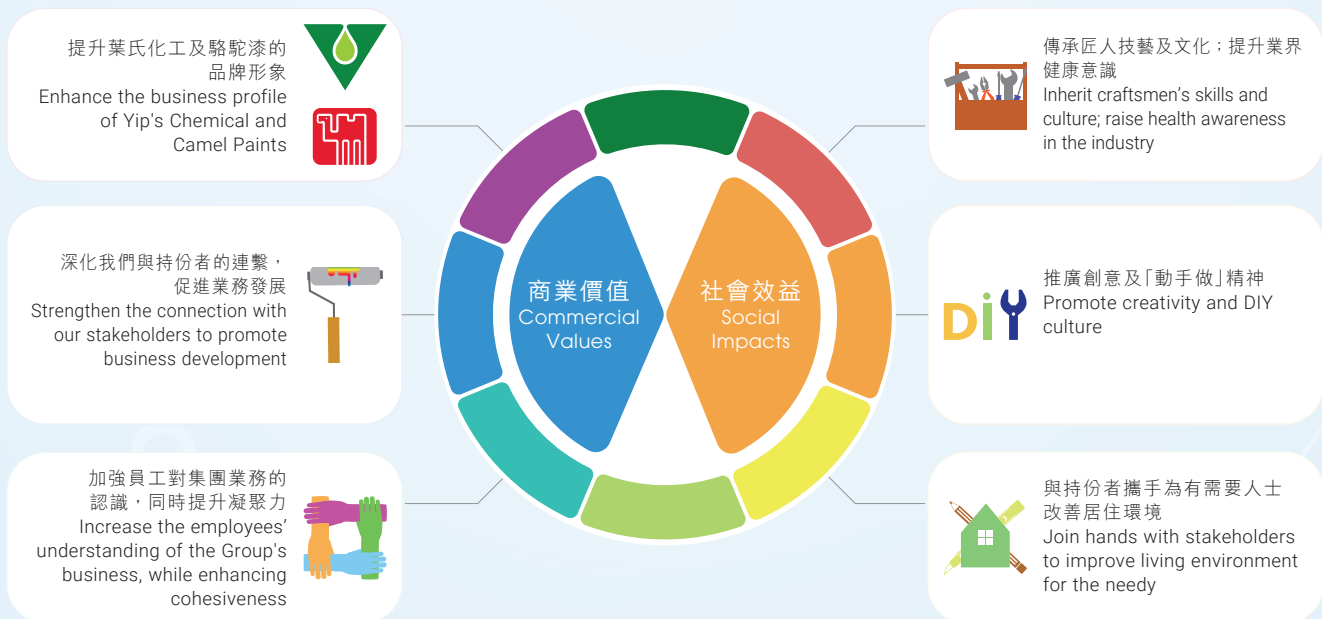 提升葉氏化工及駱駝漆的
品牌形象
Enhance the business profile
of Yip's Chemical and
Camel Paints
深化我們與持份者的連繫，
促進業務發展
Strengthen the connection with
our stakeholders to promote
business development
加強員工對集團業務的
認識，同時提升凝聚力
Increase the employees’
understanding of the Group's
business, while enhancing
cohesiveness
商業價值
Commercial
Values
社會效益
Social
Impacts
傳承匠人技藝及文化；提升業界
健康意識
Inherit craftsmen’s skills and
culture; raise health awareness
in the industry
DiY
推廣創意及「動手做」精神
Promote creativity and DIY
culture
與持份者攜手為有需要人士
改善居住環境
Join hands with stakeholders
to improve living environment
for the needy